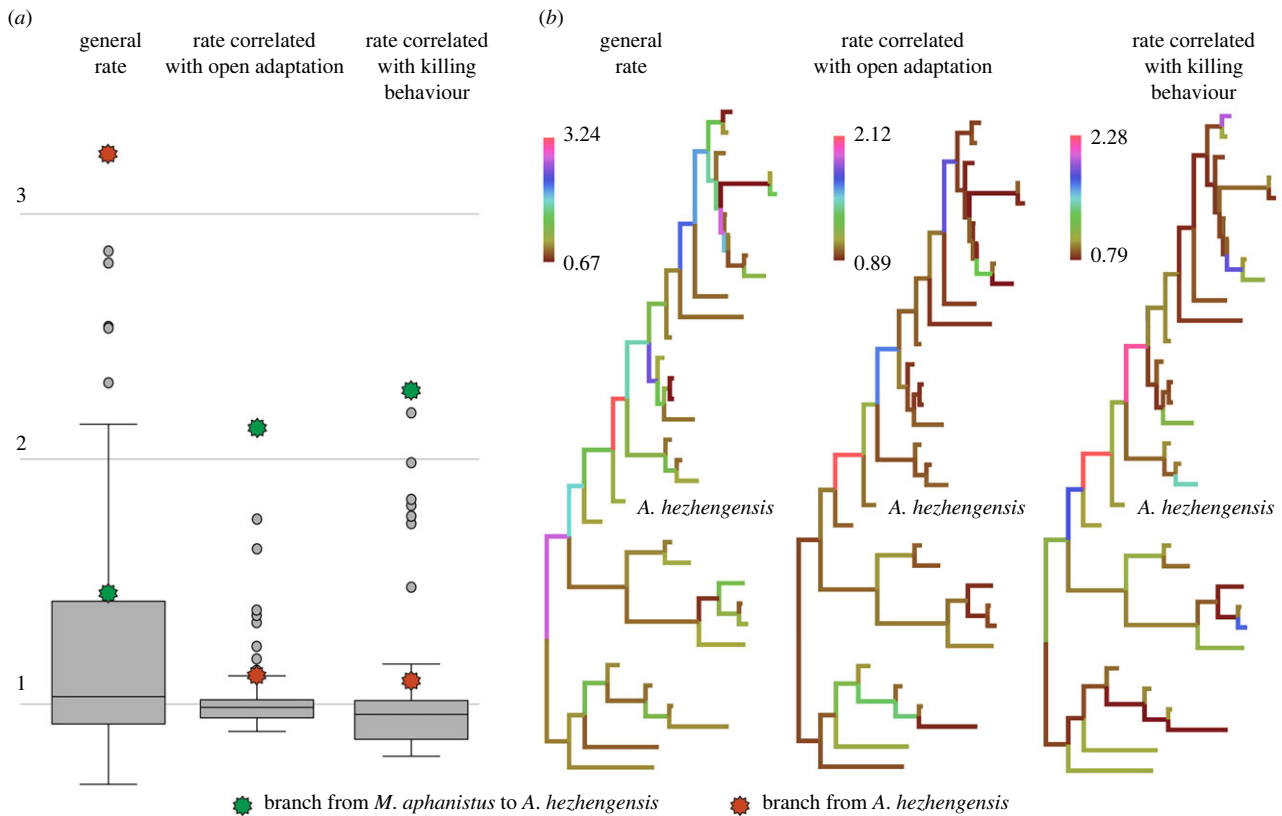 (a)
general
rate
rate correlated
with open adaptation
rate correlated
with killing
behaviour
3
2
1
(b)
general
rate
rate correlated
with open adaptation
rate correlated
with killing
behaviour
3.24
0.67
2.12
0.89
2.28
0.79
A. hezhengensis
A. hezhengensis
A. hezhengensis
branch from M. aphanistus to A. hezhengensis
branch from A. hezhengensis